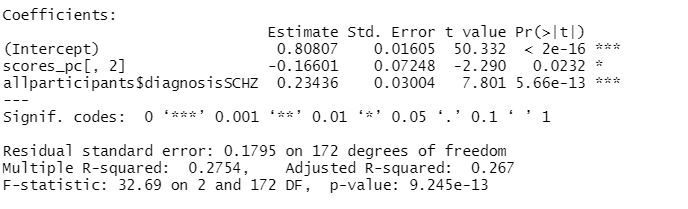 Coefficients:
Estimate Std. Error t value Pr(>|t|)
(Intercept) 0.80807 0.01605 50.332 < 2e-16 ***
scores_pc[, 2] -0.16601 0.07248 -2.290 0.0232 *
allparticipants$diagnosisSCHZ 0.23436 0.03004 7.801 5.66e-13 ***
---
Signif. codes: 0 ‘***’ 0.001 ‘**’ 0.01 ‘*’ 0.05 ‘.’ 0.1 ‘ ’ 1
Residual standard error: 0.1795 on 172 degrees of freedom
Multiple R-squared: 0.2754, Adjusted R-squared: 0.267
F-statistic: 32.69 on 2 and 172 DF, p-value: 9.245e-13